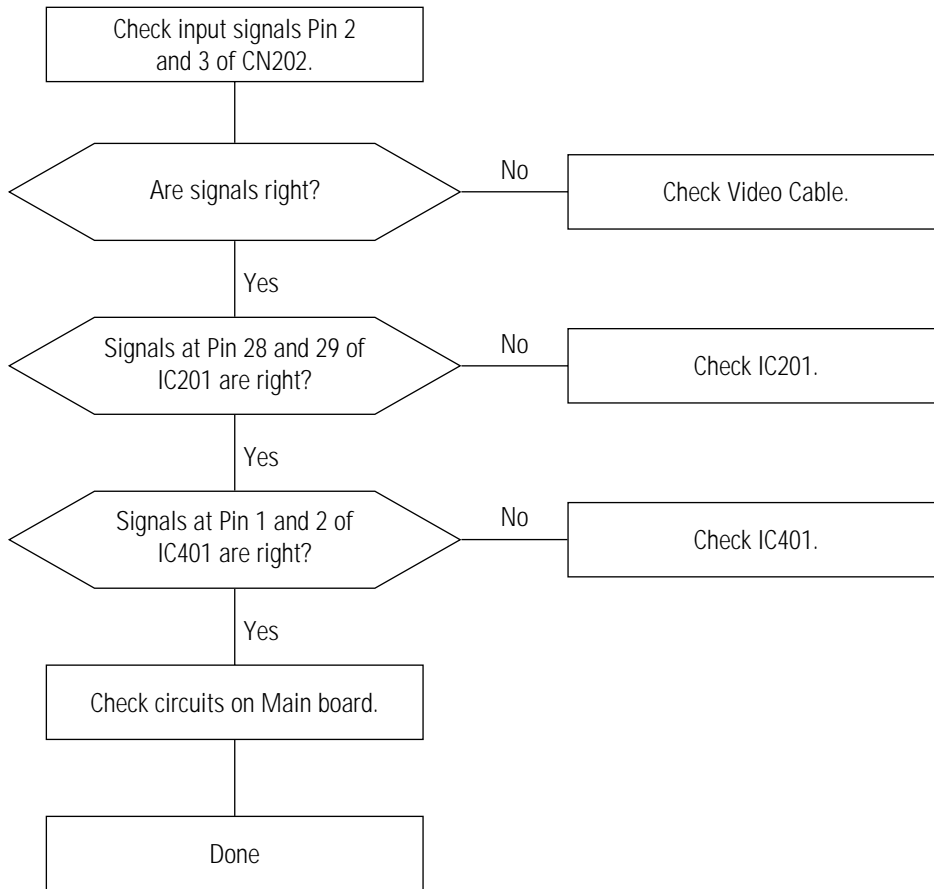 Check input signals Pin 2
and 3 of CN202.
Are signals right?
No
Check Video Cable.
Yes
Signals at Pin 28 and 29 of
IC201 are right?
No
Check IC201.
Yes
Signals at Pin 1 and 2 of
IC401 are right?
No
Check IC401.
Yes
Check circuits on Main board.
Done